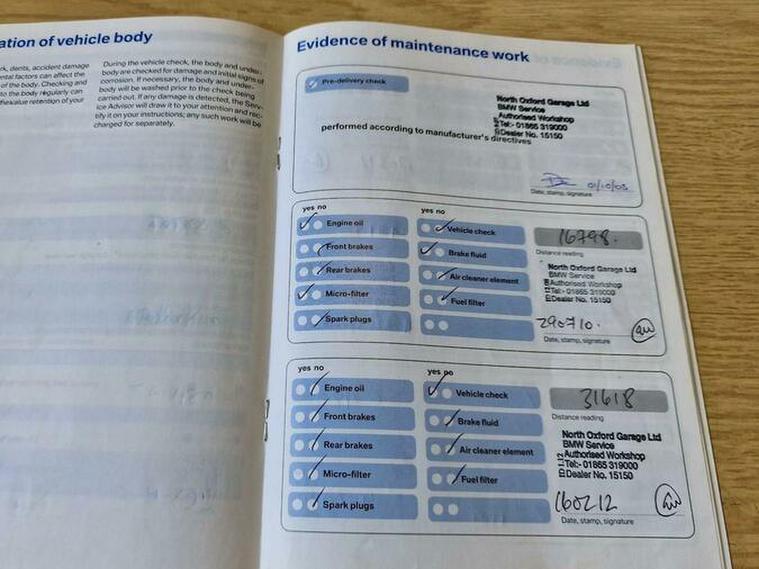 ation of vehicle body
rk, dents, accident damage
ntal factors can affect the
of the body. Checking and
to the body regularly can
thexalue retention of your
During the vehicle check, the body and under-
body are checked for damage and initial signs of
corrosion. If necessary, the body and under-
body will be washed prior to the check being
carried out. If any damage is detected, the Serv-
ice Advisor will draw it to your attention and rec-
tify it on your instructions; any such work will be
charged for separately.
Evidence of maintenance work
Pre-delivery check
North Oxford Garage Ltd
BMW Service
Authorised Workshop
Tel:- 01865 319000
Dealer No. 15150
performed according to manufacturer's directives
Date, stamp, signature
yes no
Engine oil
Front brakes
Rear brakes
Micro-filter
Spark plugs
yes no
Vehicle check
Brake fluid
Air cleaner element
Fuel filter
16798.
Distance reading
North Oxford Garage Ltd
BMW Service
Authorised Workshop
Tel:- 01865 319000
Dealer No. 15150
290710.
Date, stamp, signature
yes no
Engine oil
Front brakes
Rear brakes
Micro-filter
Spark plugs
yes no
Vehicle check
Brake fluid
Air cleaner element
Fuel filter
31618
Distance reading
North Oxford Garage Ltd
BMW Service
Authorised Workshop
Tel:- 01865 319000
Dealer No. 15150
160212
Date, stamp, signature